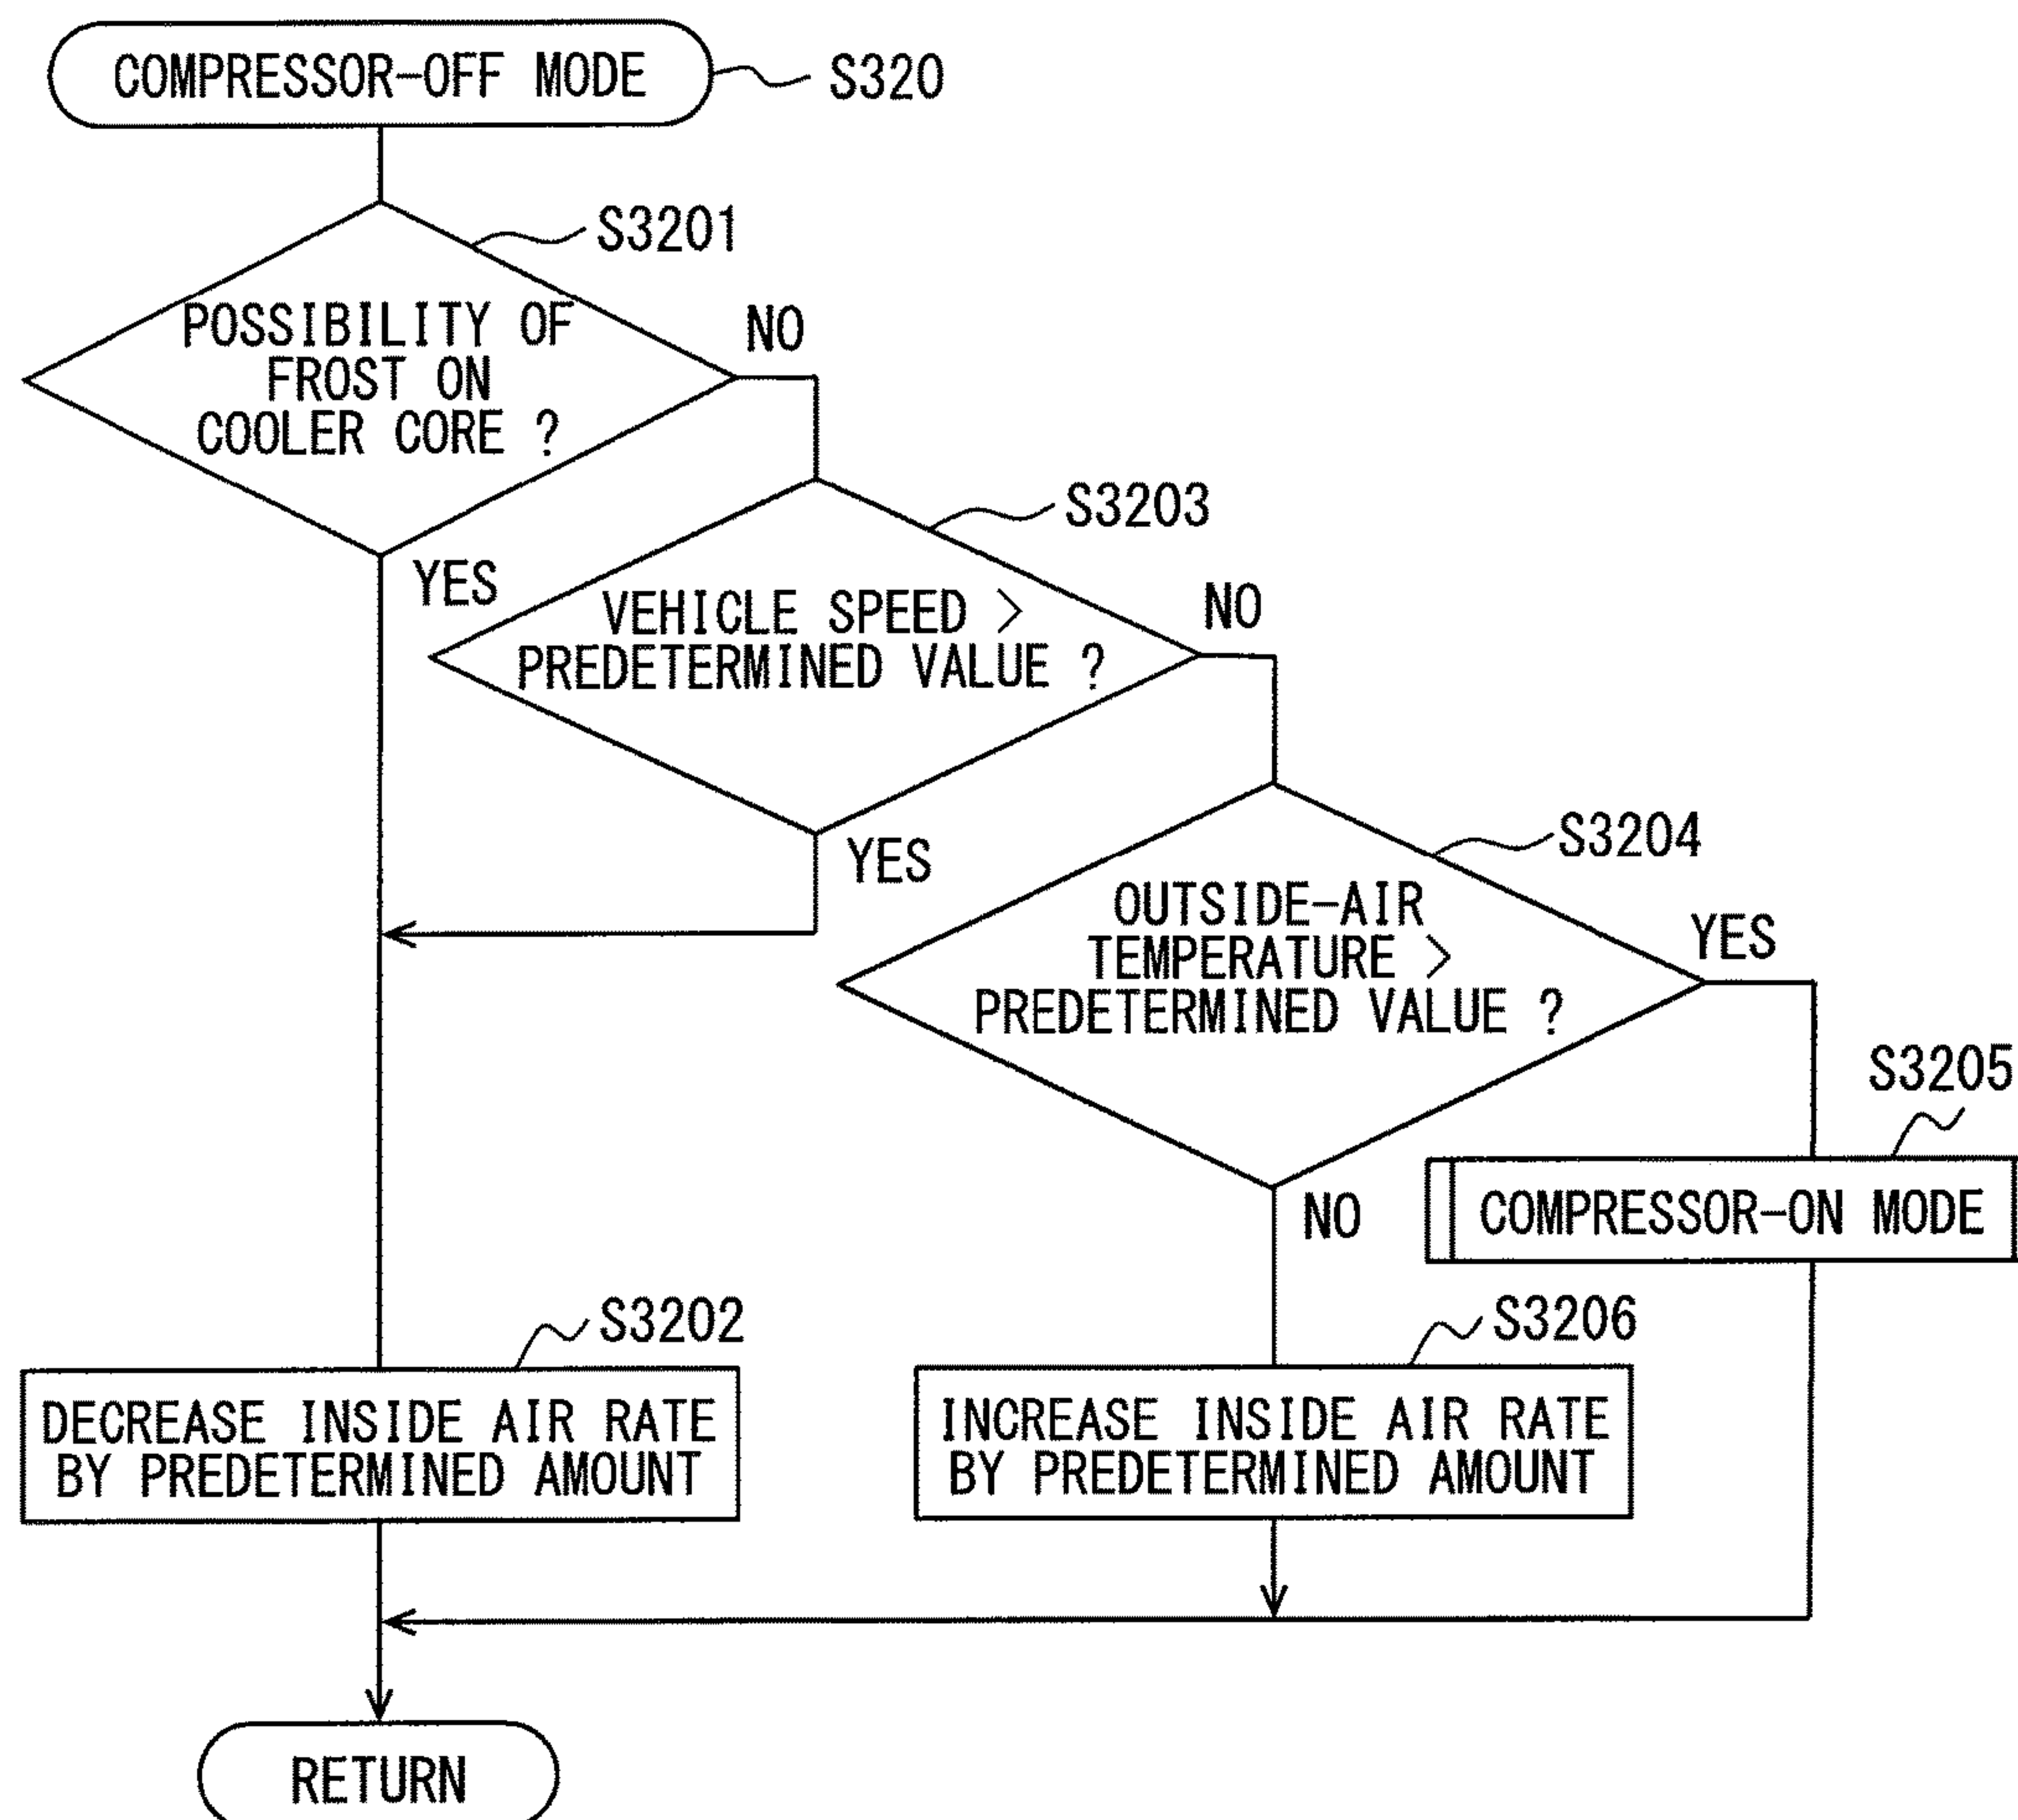 COMPRESSOR-OFF MODE
S320
S3201
POSSIBILITY OF
FROST ON
COOLER CORE ?
NO
YES
S3203
VEHICLE SPEED >
PREDETERMINED VALUE ?
NO
YES
S3204
OUTSIDE-AIR
TEMPERATURE >
PREDETERMINED VALUE ?
YES
NO
S3205
COMPRESSOR-ON MODE
S3202
DECREASE INSIDE AIR RATE
BY PREDETERMINED AMOUNT
S3206
INCREASE INSIDE AIR RATE
BY PREDETERMINED AMOUNT
RETURN